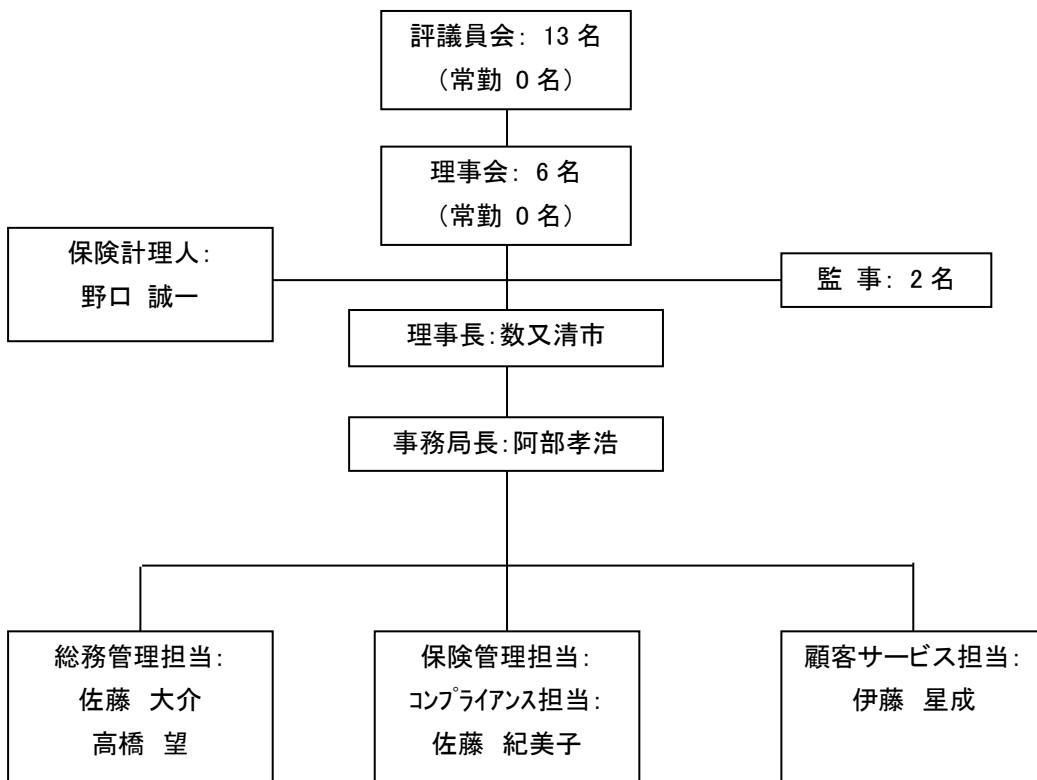 評議員会： 13 名
（常勤 0 名）
理事会： 6 名
（常勤 0 名）
保険計理人：
野口 誠一
監 事： 2 名
理事長：数又清市
事務局長：阿部孝浩
総務管理担当：
佐藤 大介
高橋 望
保険管理担当：
ｺﾝﾌﾟﾗｲｱﾝｽ担当：
佐藤 紀美子
顧客サービス担当：
伊藤 星成